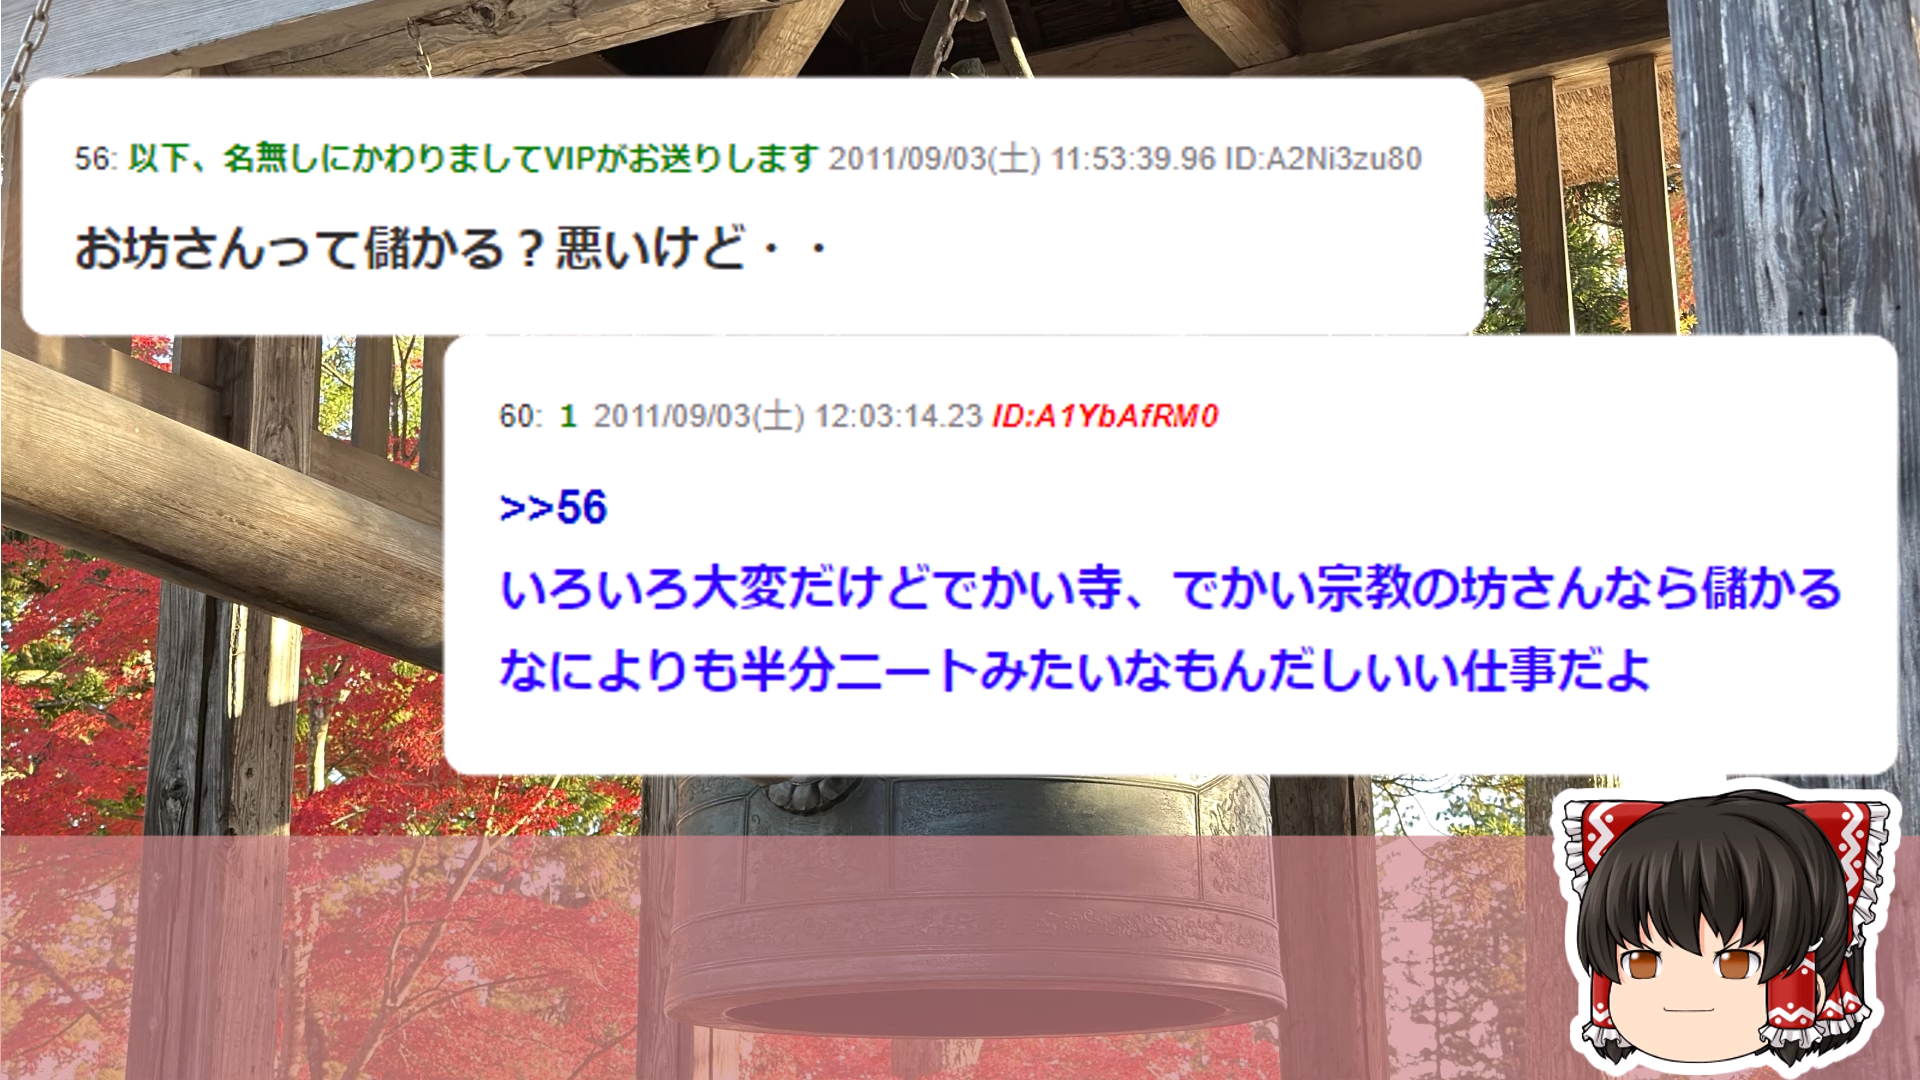 56: 以下、名無しにかわりましてVIPがお送りします 2011/09/03(土) 11:53:39.96 ID:A2Ni3zu80
お坊さんって儲かる？悪いけど・・
60: 1 2011/09/03(土) 12:03:14.23 ID:A1YbAfRM0
>>56
いろいろ大変だけどでかい寺、でかい宗教の坊さんなら儲かる
なによりも半分ニートみたいなもんだしいい仕事だよ